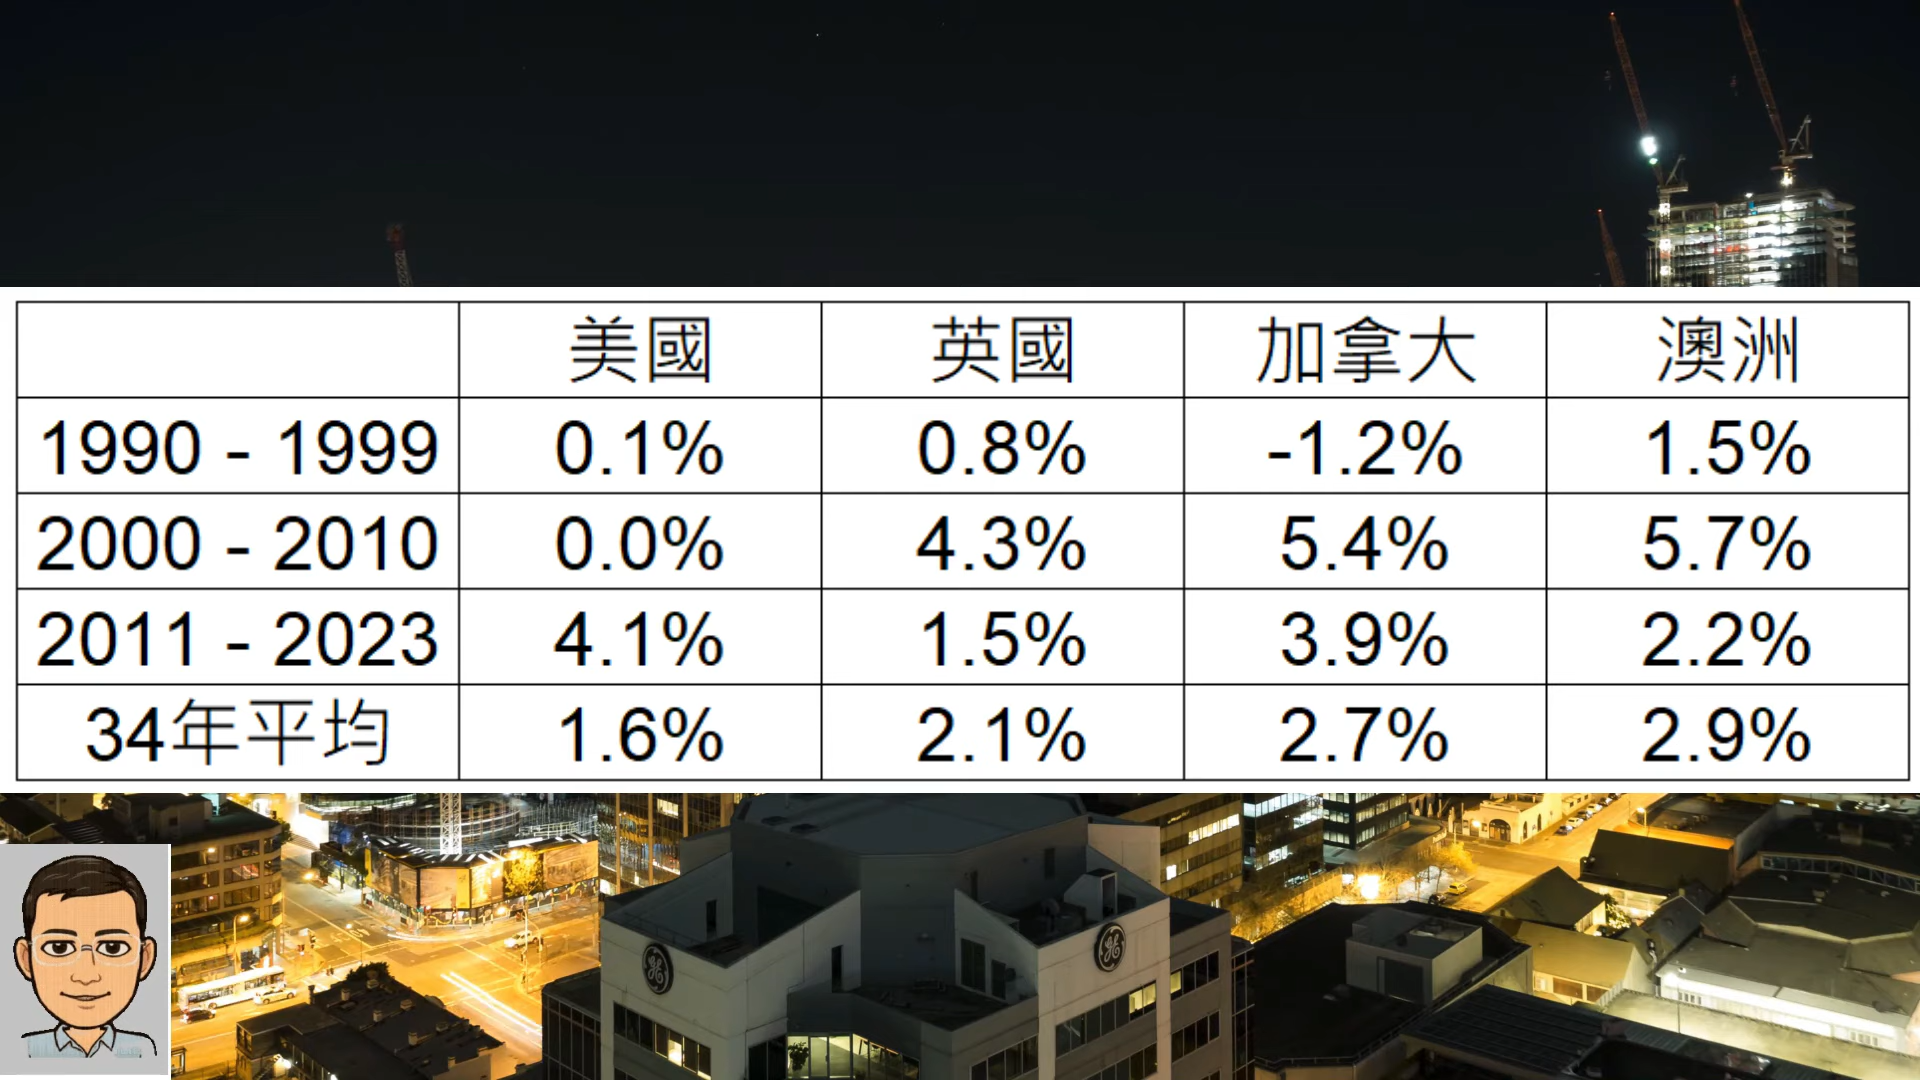 美國 英國 加拿大 澳洲
1990 - 1999 0.1% 0.8% -1.2% 1.5%
2000 - 2010 0.0% 4.3% 5.4% 5.7%
2011 - 2023 4.1% 1.5% 3.9% 2.2%
34年平均 1.6% 2.1% 2.7% 2.9%